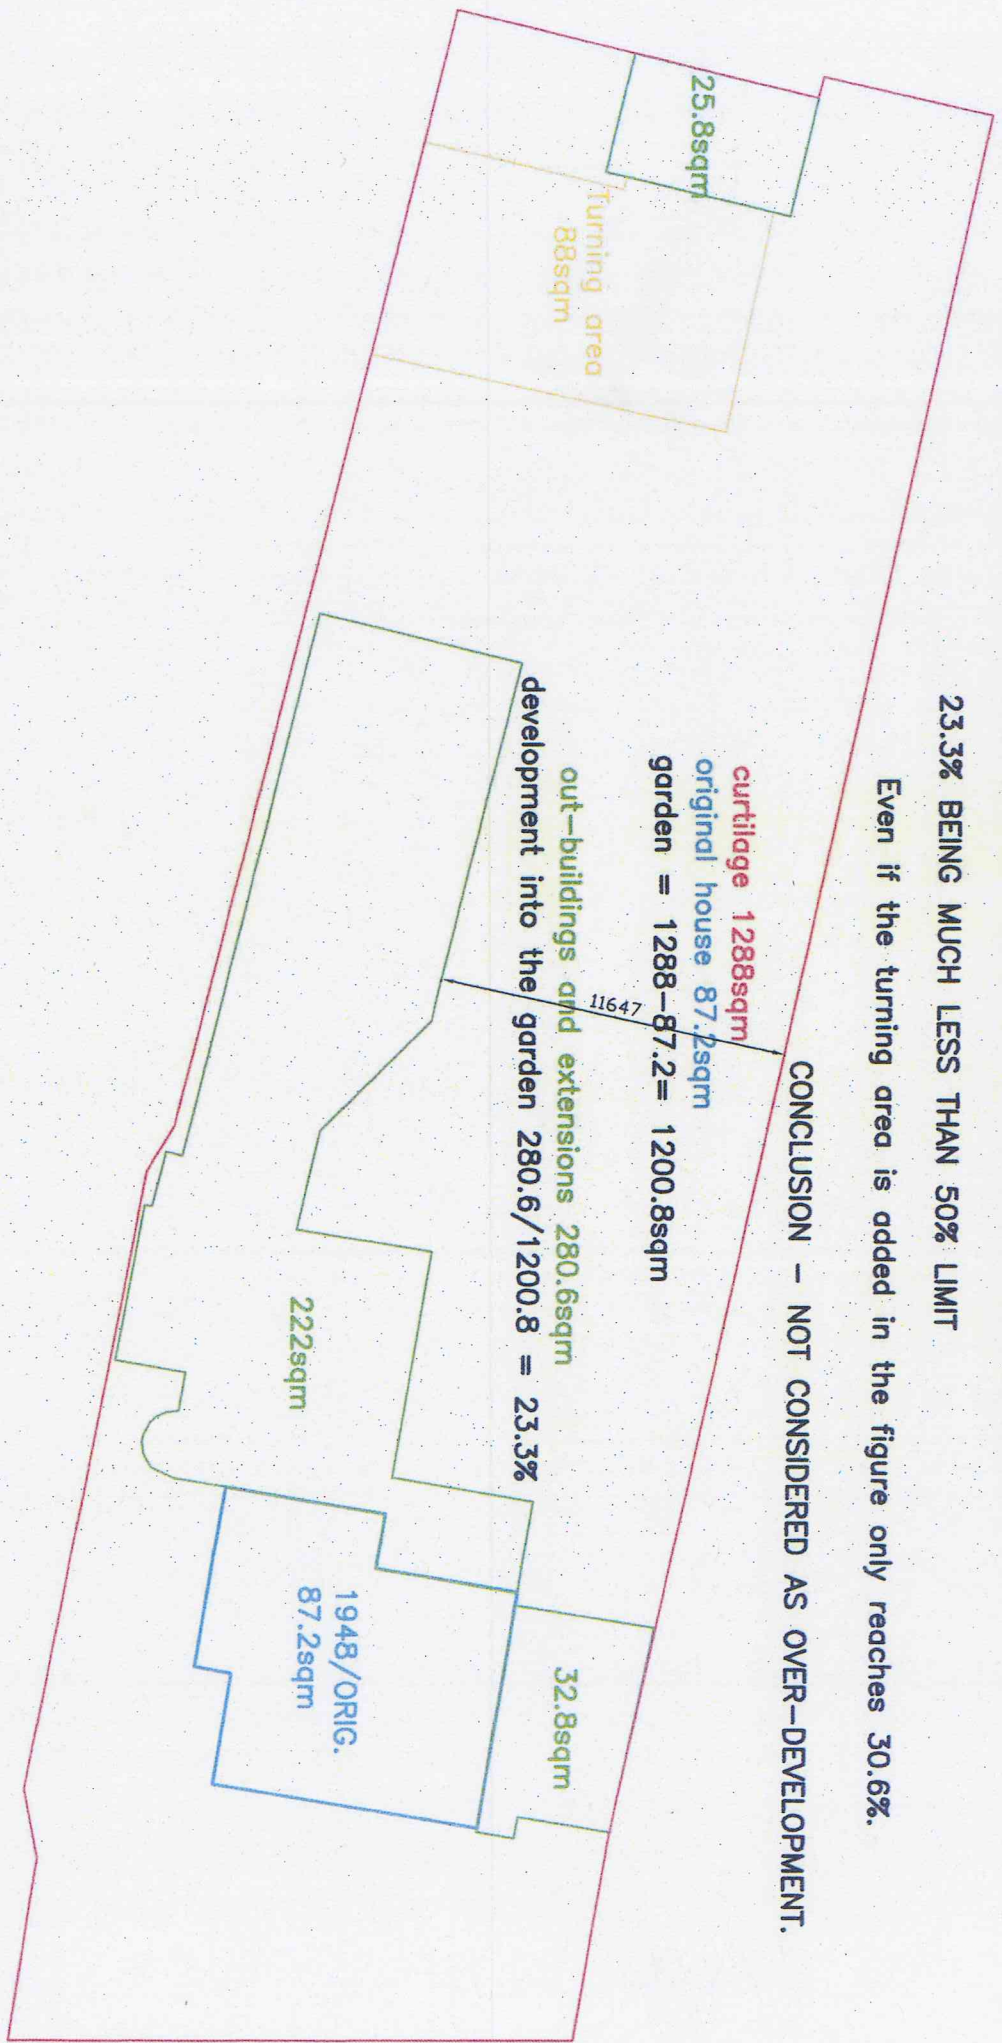 23.3% BEING MUCH LESS THAN 50% LIMIT
Even if the turning area is added in the figure only reaches 30.6%.
CONCLUSION – NOT CONSIDERED AS OVER–DEVELOPMENT.
curtilage 1288sqm
original house 87.2sqm
garden = 1288–87.2= 1200.8sqm
11647
out–buildings and extensions 280.6sqm
development into the garden 280.6/1200.8 = 23.3%
25.8sqm
Turning area
88sqm
222sqm
32.8sqm
1948/ORIG.
87.2sqm